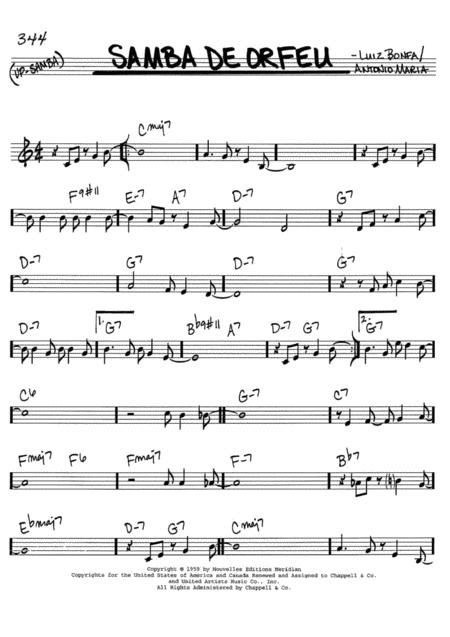 344
(UP-SAMBA)
SAMBA DE ORFEU
- LUIZ BONFA/
ANTONIO MARIA
Cmaj7
F9#11 E-7 A7 D-7 G7
D-7 G7 D-7 G7
D-7 1. G7 Bb9#11 A7 D-7 G7 2. G7
C6 G-7 C7
Fmaj7 F6 Fmaj7 F-7 Bb7
Ebmaj7 D-7 G7 Cmaj7
Copyright © 1959 by Nouvelles Editions Meridian
Copyrights for the United States of America and Canada Renewed and Assigned to Chappell & Co.
and United Artists Music Co., Inc.
All Rights Administered by Chappell & Co.